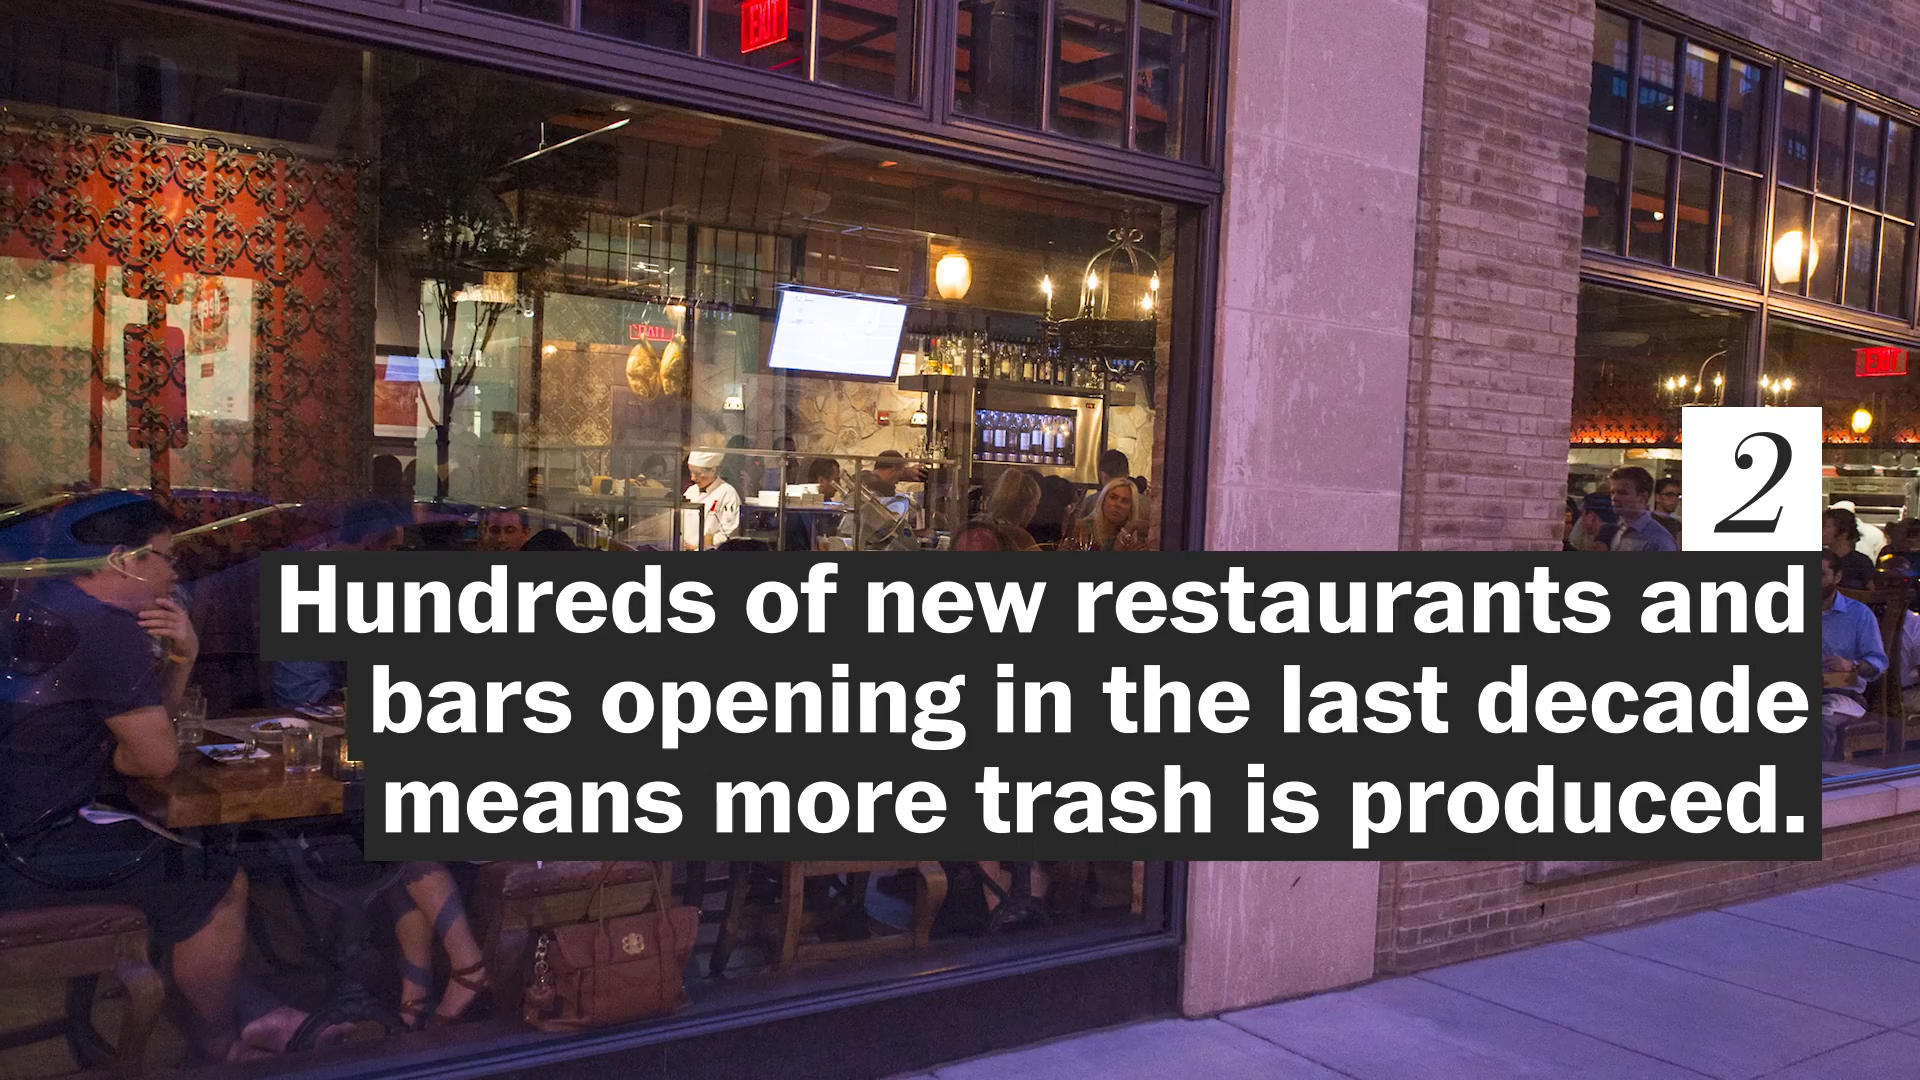 EXIT
EXIT
2
Hundreds of new restaurants and
bars opening in the last decade
means more trash is produced.